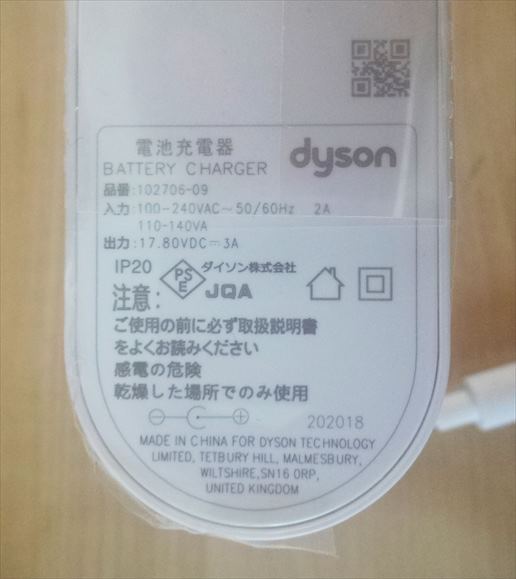 電池充電器
BATTERY CHARGER
dyson
品番:102706-09
入力:100-240VAC～50/60Hz 2A
110-140VA
出力:17.80VDC⎓3A
IP20 PSE ダイソン株式会社
JQA
注意:
ご使用の前に必ず取扱説明書
をよくお読みください
感電の危険
乾燥した場所でのみ使用
202018
MADE IN CHINA FOR DYSON TECHNOLOGY
LIMITED, TETBURY HILL, MALMESBURY,
WILTSHIRE,SN16 0RP,
UNITED KINGDOM